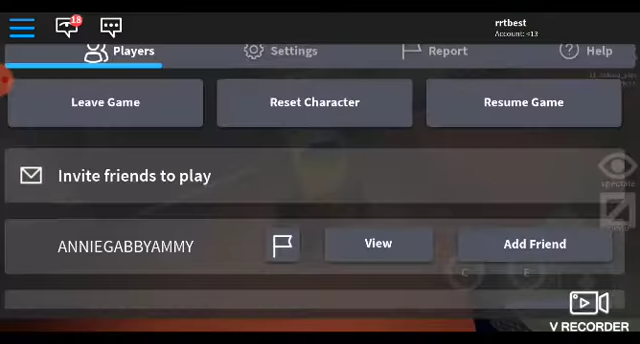 18
rrtbest
Account: <13
Players
Settings
Report
Help
Leave Game
Reset Character
Resume Game
Invite friends to play
spectate
ANNIEGABBYAMMY
View
Add Friend
C
E
V RECORDER